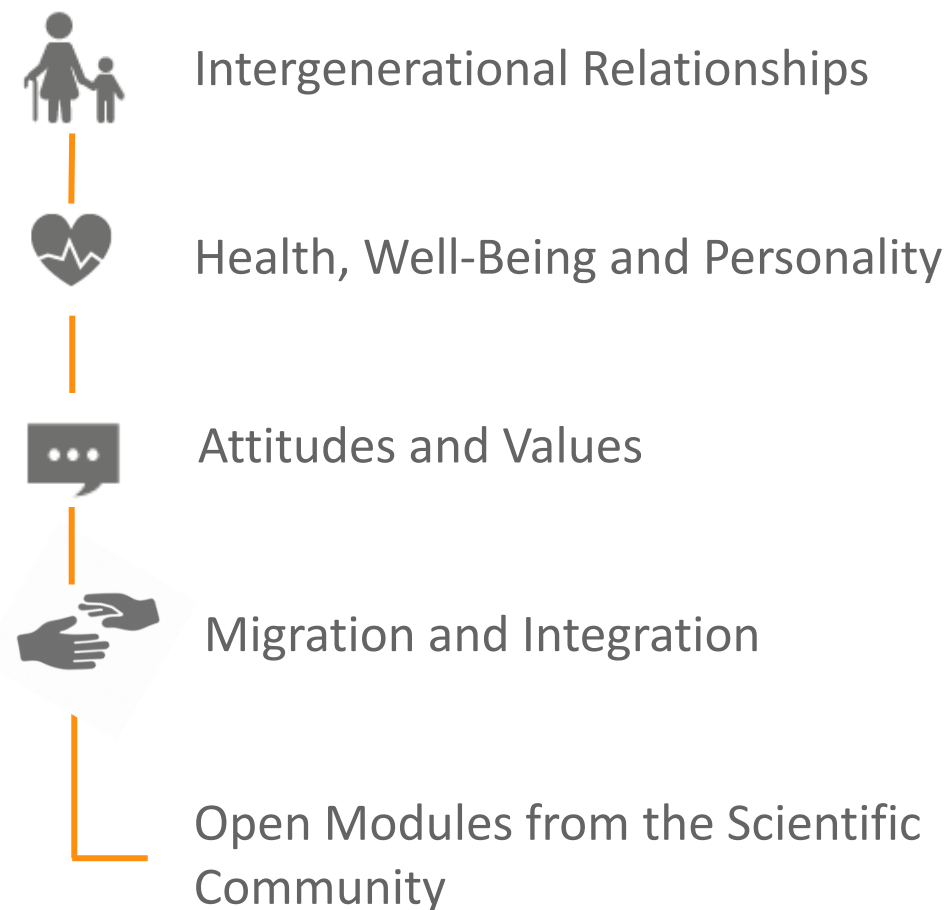 Intergenerational Relationships
Health, Well-Being and Personality
Attitudes and Values
Migration and Integration
Open Modules from the Scientific
Community